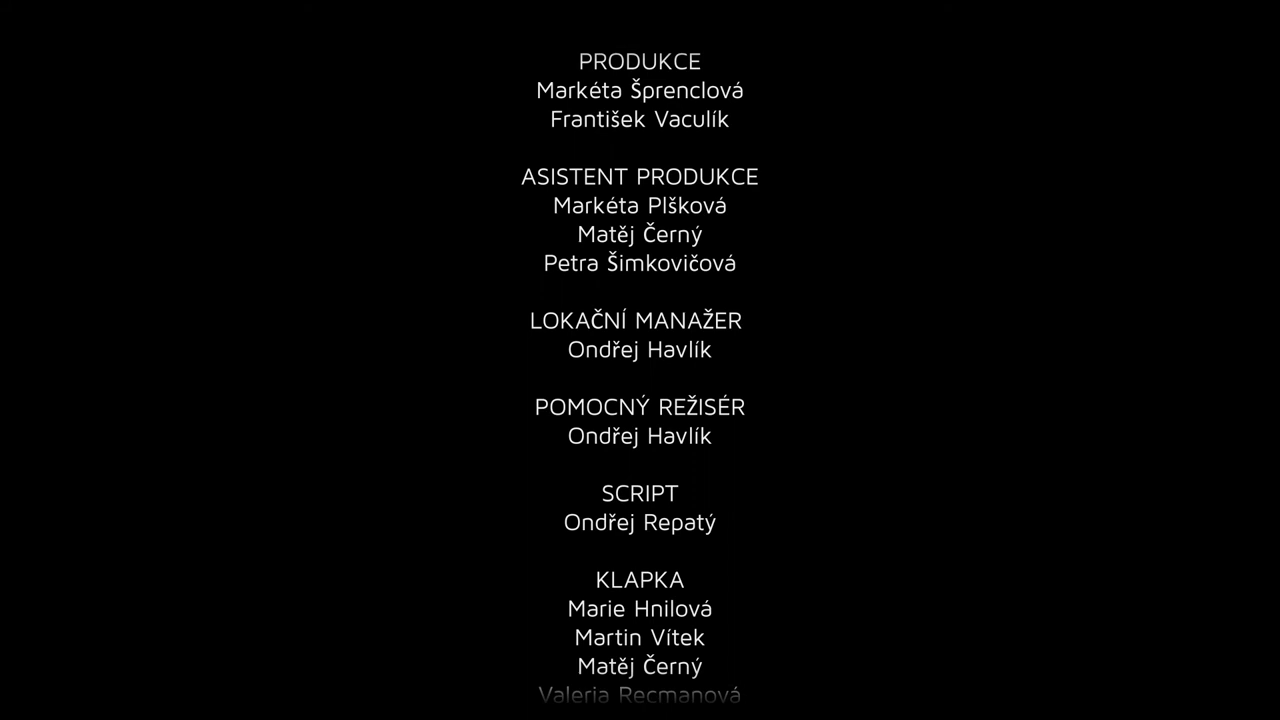 PRODUKCE
Markéta Šprenclová
František Vaculík
ASISTENT PRODUKCE
Markéta Plšková
Matěj Černý
Petra Šimkovičová
LOKAČNÍ MANAŽER
Ondřej Havlík
POMOCNÝ REŽISÉR
Ondřej Havlík
SCRIPT
Ondřej Repatý
KLAPKA
Marie Hnilová
Martin Vítek
Matěj Černý
Valeria Recmanová